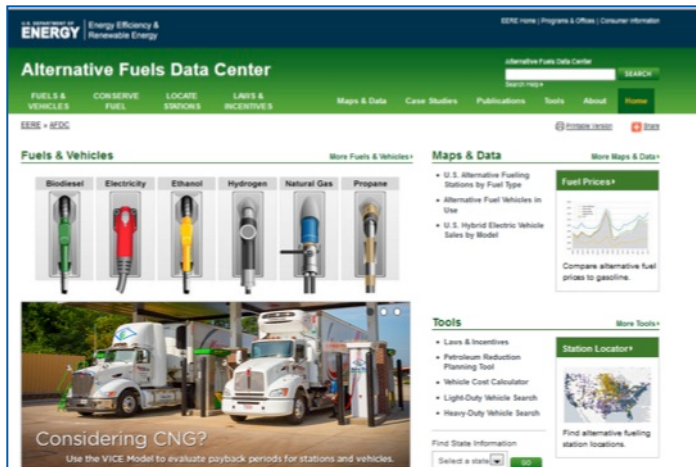 U.S. DEPARTMENT OF
ENERGY
Energy Efficiency &
Renewable Energy
EERE Home | Programs & Offices | Consumer Information
Alternative Fuels Data Center
Alternative Fuels Data Center
SEARCH
Search Help
FUELS &
VEHICLES
CONSERVE
FUEL
LOCATE
STATIONS
LAWS &
INCENTIVES
Maps & Data
Case Studies
Publications
Tools
About
Home
EERE » AFDC
Printable Version
Share
Fuels & Vehicles
More Fuels & Vehicles
Biodiesel
Electricity
Ethanol
Hydrogen
Natural Gas
Propane
Considering CNG?
Use the VICE Model to evaluate payback periods for stations and vehicles.
Maps & Data
More Maps & Data
• U.S. Alternative Fueling
Stations by Fuel Type
• Alternative Fuel Vehicles in
Use
• U.S. Hybrid Electric Vehicle
Sales by Model
Fuel Prices
Compare alternative fuel
prices to gasoline.
Tools
More Tools
• Laws & Incentives
• Petroleum Reduction
Planning Tool
• Vehicle Cost Calculator
• Light-Duty Vehicle Search
• Heavy-Duty Vehicle Search
Find State Information
Select a state
GO
Station Locator
Find alternative fueling
station locations.